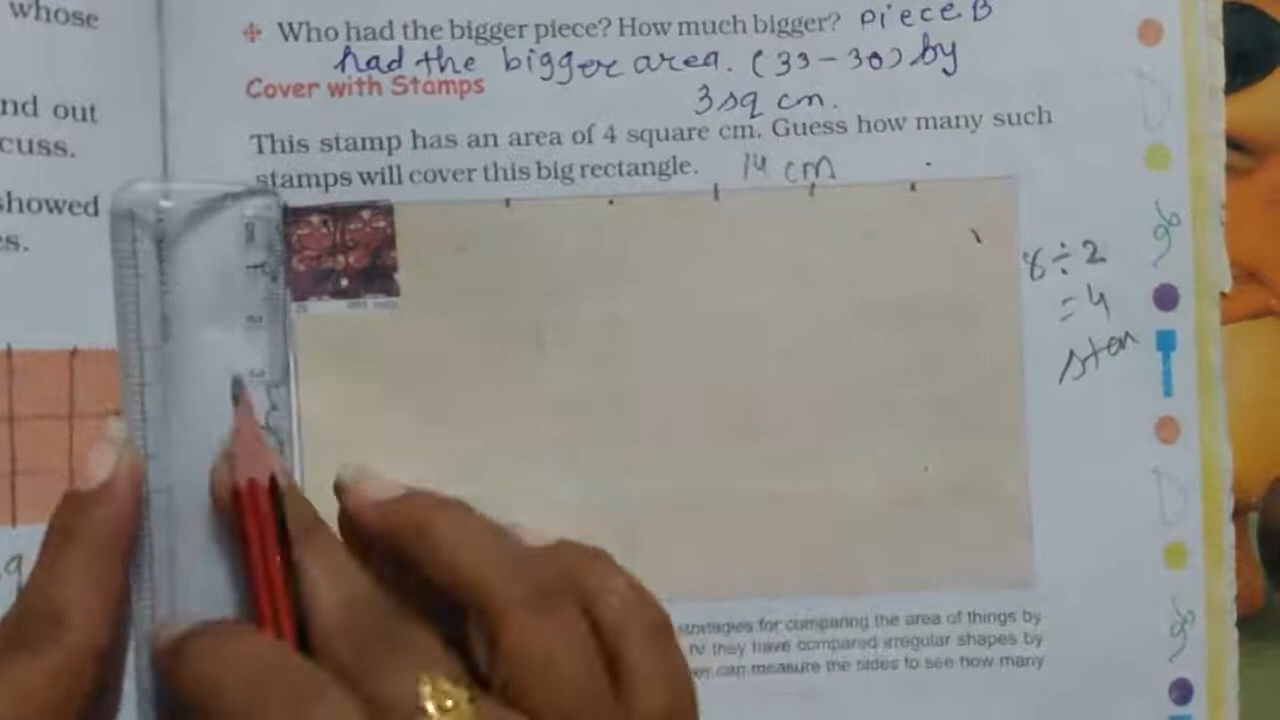 whose
nd out
cuss.
showed
s.
Who had the bigger piece? How much bigger? piece B
had the bigger area. (33-30) by
3 sq cm.
Cover with Stamps
This stamp has an area of 4 square cm. Guess how many such
stamps will cover this big rectangle. 14 cm
8 ÷ 2
= 4
for comparing the area of things by
they have compared irregular shapes by
can measure the sides to see how many